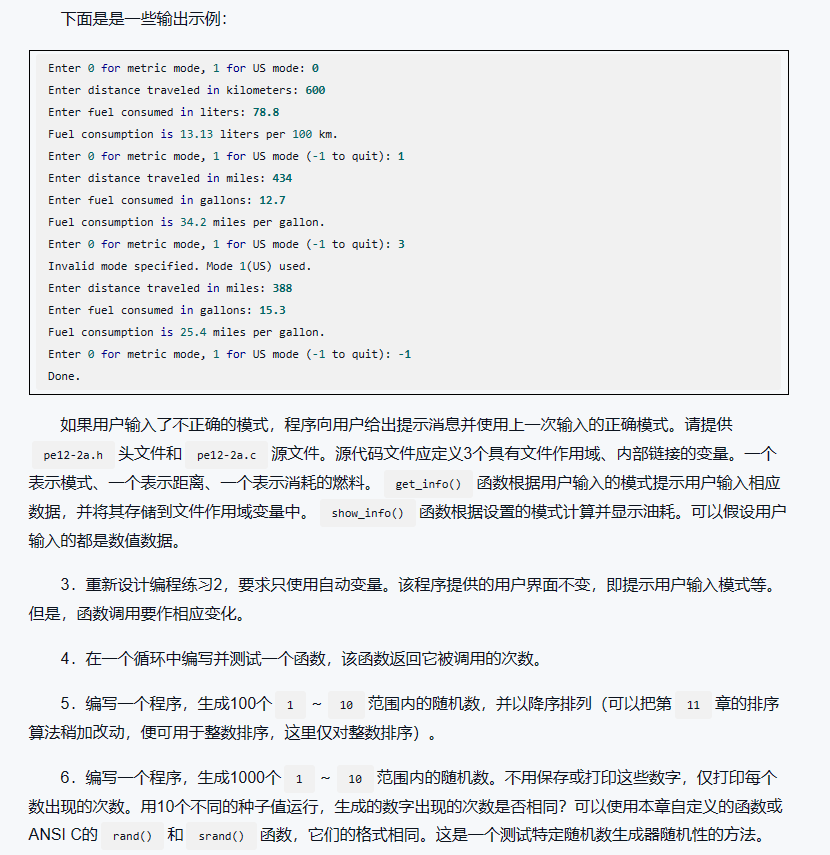 下面是是一些输出示例：
Enter 0 for metric mode, 1 for US mode: 0
Enter distance traveled in kilometers: 600
Enter fuel consumed in liters: 78.8
Fuel consumption is 13.13 liters per 100 km.
Enter 0 for metric mode, 1 for US mode (-1 to quit): 1
Enter distance traveled in miles: 434
Enter fuel consumed in gallons: 12.7
Fuel consumption is 34.2 miles per gallon.
Enter 0 for metric mode, 1 for US mode (-1 to quit): 3
Invalid mode specified. Mode 1(US) used.
Enter distance traveled in miles: 388
Enter fuel consumed in gallons: 15.3
Fuel consumption is 25.4 miles per gallon.
Enter 0 for metric mode, 1 for US mode (-1 to quit): -1
Done.
如果用户输入了不正确的模式，程序向用户给出提示消息并使用上一次输入的正确模式。请提供
pe12-2a.h 头文件和 pe12-2a.c 源文件。源代码文件应定义3个具有文件作用域、内部链接的变量。一个
表示模式、一个表示距离、一个表示消耗的燃料。 get_info() 函数根据用户输入的模式提示用户输入相应
数据，并将其存储到文件作用域变量中。 show_info() 函数根据设置的模式计算并显示油耗。可以假设用户
输入的都是数值数据。
3．重新设计编程练习2，要求只使用自动变量。该程序提供的用户界面不变，即提示用户输入模式等。
但是，函数调用要作相应变化。
4．在一个循环中编写并测试一个函数，该函数返回它被调用的次数。
5．编写一个程序，生成100个 1 ～ 10 范围内的随机数，并以降序排列（可以把第 11 章的排序
算法稍加改动，便可用于整数排序，这里仅对整数排序）。
6．编写一个程序，生成1000个 1 ～ 10 范围内的随机数。不用保存或打印这些数字，仅打印每个
数出现的次数。用10个不同的种子值运行，生成的数字出现的次数是否相同？可以使用本章自定义的函数或
ANSI C的 rand() 和 srand() 函数，它们的格式相同。这是一个测试特定随机数生成器随机性的方法。